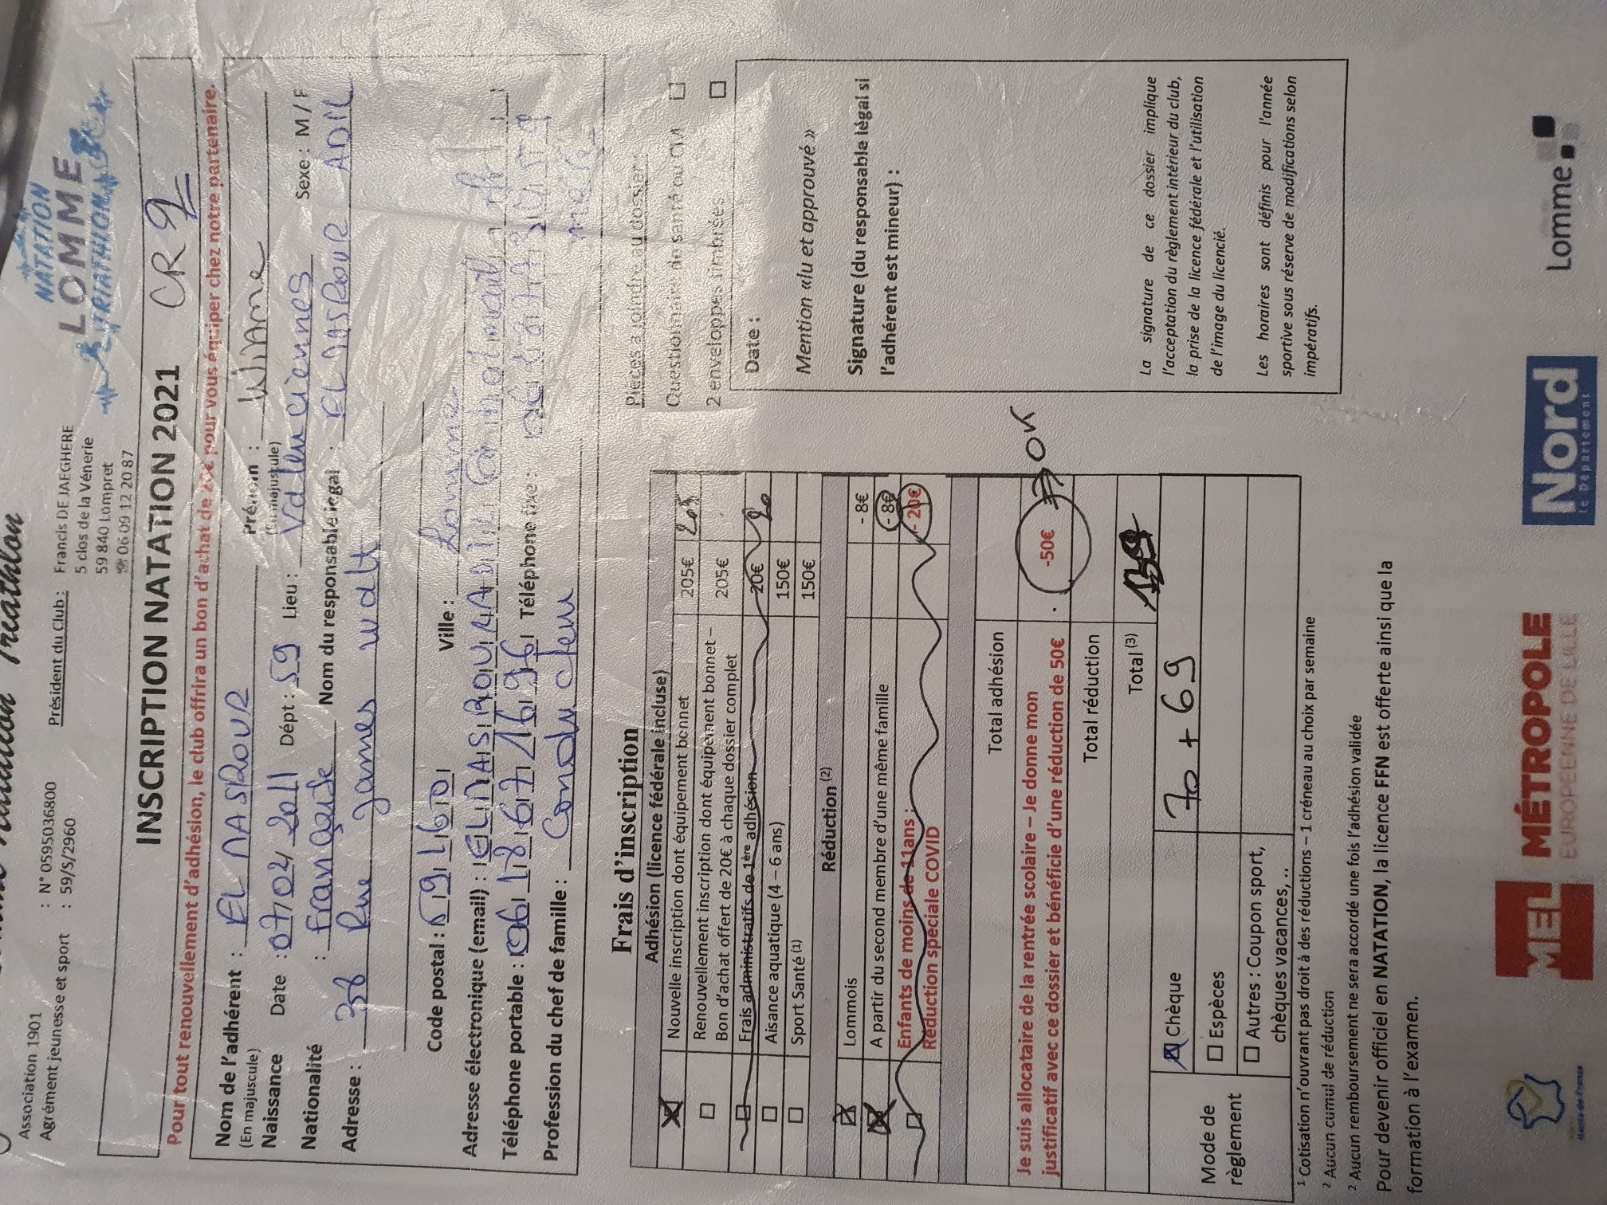 NATATION
LOMME
TRIATHLON
Association 1901 : N° 05950036800
Agrément jeunesse et sport : 59/S/2960
Président du Club : Francis DE JAEGHERE
5 clos de la Vénerie
59 840 Lompret
☎ 06 09 12 20 87
INSCRIPTION NATATION 2021 CR 2
Pour tout renouvellement d'adhésion, le club offrira un bon d'achat de 20€ pour vous équiper chez notre partenaire.
Nom de l'adhérent : EL NASROUR Prénom : Wijane
(En majuscule) (En majuscule)
Naissance Date : 07/04/2011 Dépt : 59 Lieu : Valenciennes Sexe : M / F
Nationalité : Française Nom du responsable légal : EL NASROUR ADIL
Adresse : 38 Rue James Watt
Code postal : 59160 Ville : Lomme
Adresse électronique (email) : ELNASROUR.ADIL@hotmail.fr
Téléphone portable : Téléphone fixe
Profession du chef de famille : Conducteur
Frais d'inscription
Adhésion (licence fédérale incluse)
Nouvelle inscription dont équipement bonnet 205€ 205
Renouvellement inscription dont équipement bonnet – 205€
Bon d'achat offert de 20€ à chaque dossier complet
Frais administratifs de 1ère adhésion 20€ 20
Aisance aquatique (4 – 6 ans) 150€
Sport Santé (1) 150€
Réduction (2)
Lommois - 8€
A partir du second membre d'une même famille - 8€
Enfants de moins de 11ans ; - 20€
Réduction spéciale COVID
Total adhésion
Je suis allocataire de la rentrée scolaire – Je donne mon
justificatif avec ce dossier et bénéficie d'une réduction de 50€ . -50€ OK
Total réduction
Total (3)
Mode de règlement
Chèque 70 + 69
Espèces
Autres : Coupon sport,
chèques vacances, ..
Pièces à joindre au dossier
Questionnaire de santé ou CM
2 enveloppes timbrées
Date :
Mention «lu et approuvé »
Signature (du responsable légal si
l'adhérent est mineur) :
La signature de ce dossier implique
l'acceptation du règlement intérieur du club,
la prise de la licence fédérale et l'utilisation
de l'image du licencié.
Les horaires sont définis pour l'année
sportive sous réserve de modifications selon
impératifs.
1 Cotisation n'ouvrant pas droit à des réductions – 1 créneau au choix par semaine
2 Aucun cumul de réduction
2 Aucun remboursement ne sera accordé une fois l'adhésion validée
Pour devenir officiel en NATATION, la licence FFN est offerte ainsi que la
formation à l'examen.
MEL MÉTROPOLE
EUROPÉENNE DE LILLE
Nord
Le Département
Lomme